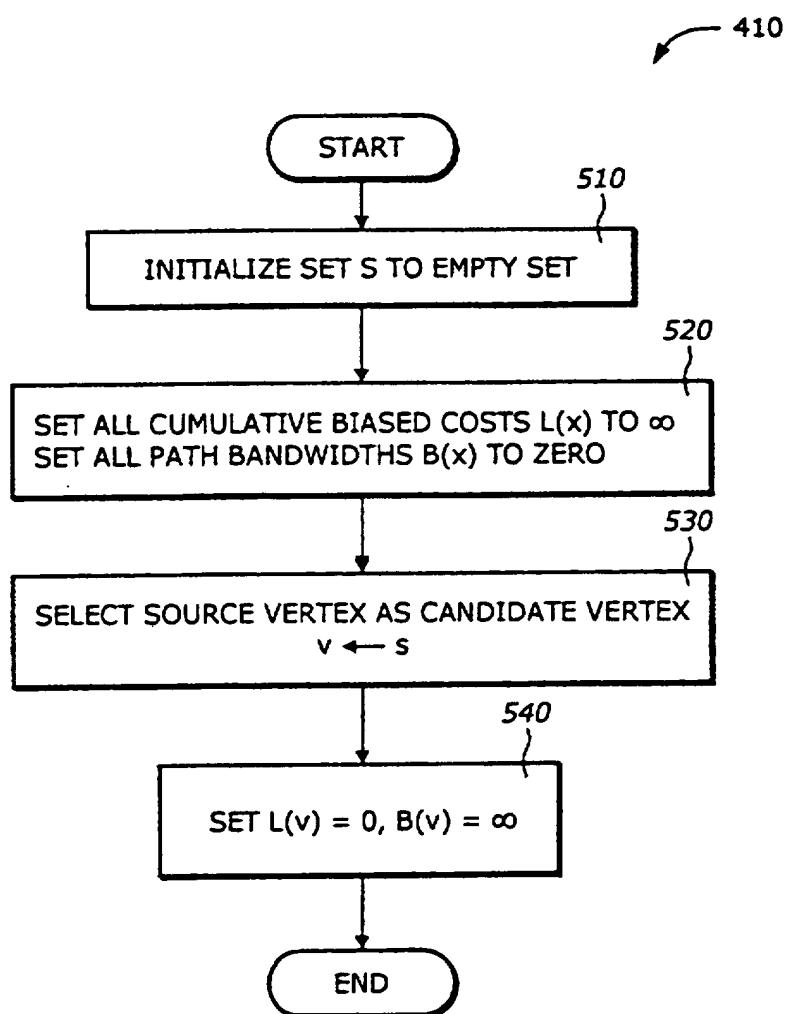 410
START
510
INITIALIZE SET S TO EMPTY SET
520
SET ALL CUMULATIVE BIASED COSTS L(x) TO ∞
SET ALL PATH BANDWIDTHS B(x) TO ZERO
530
SELECT SOURCE VERTEX AS CANDIDATE VERTEX
v ← s
540
SET L(v) = 0, B(v) = ∞
END